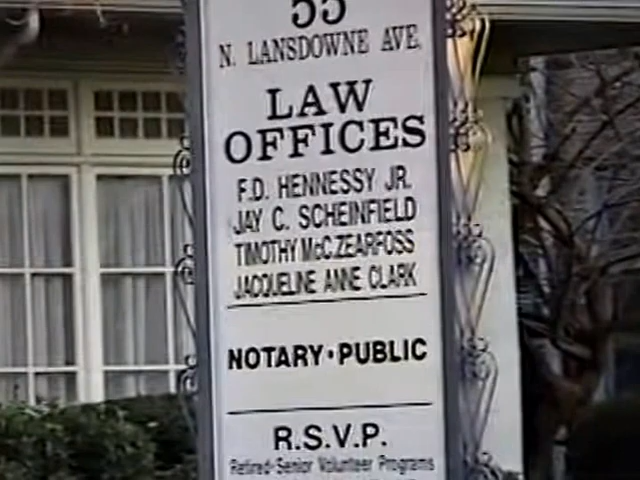 55
N. LANSDOWNE AVE.
LAW
OFFICES
F.D. HENNESSY JR.
JAY C. SCHEINFIELD
TIMOTHY McC.ZEARFOSS
JACQUELINE ANNE CLARK
NOTARY·PUBLIC
R.S.V.P.
Retired·Senior Volunteer Programs